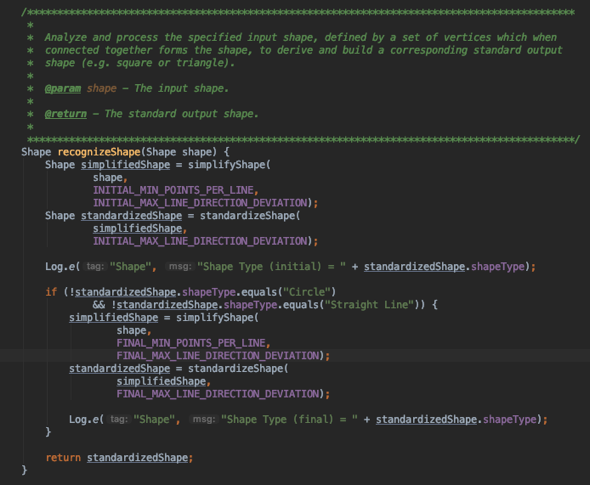 /*******************************************************************************************
*
* Analyze and process the specified input shape, defined by a set of vertices which when
* connected together forms the shape, to derive and build a corresponding standard output
* shape (e.g. square or triangle).
*
* @param shape – The input shape.
*
* @return – The standard output shape.
*
*******************************************************************************************/
Shape recognizeShape(Shape shape) {
Shape simplifiedShape = simplifyShape(
shape,
INITIAL_MIN_POINTS_PER_LINE,
INITIAL_MAX_LINE_DIRECTION_DEVIATION);
Shape standardizedShape = standardizeShape(
simplifiedShape,
INITIAL_MAX_LINE_DIRECTION_DEVIATION);
Log.e( tag: "Shape", msg: "Shape Type (initial) = " + standardizedShape.shapeType);
if (!standardizedShape.shapeType.equals("Circle")
&& !standardizedShape.shapeType.equals("Straight Line")) {
simplifiedShape = simplifyShape(
shape,
FINAL_MIN_POINTS_PER_LINE,
FINAL_MAX_LINE_DIRECTION_DEVIATION);
standardizedShape = standardizeShape(
simplifiedShape,
FINAL_MAX_LINE_DIRECTION_DEVIATION);
Log.e( tag: "Shape", msg: "Shape Type (final) = " + standardizedShape.shapeType);
}
return standardizedShape;
}